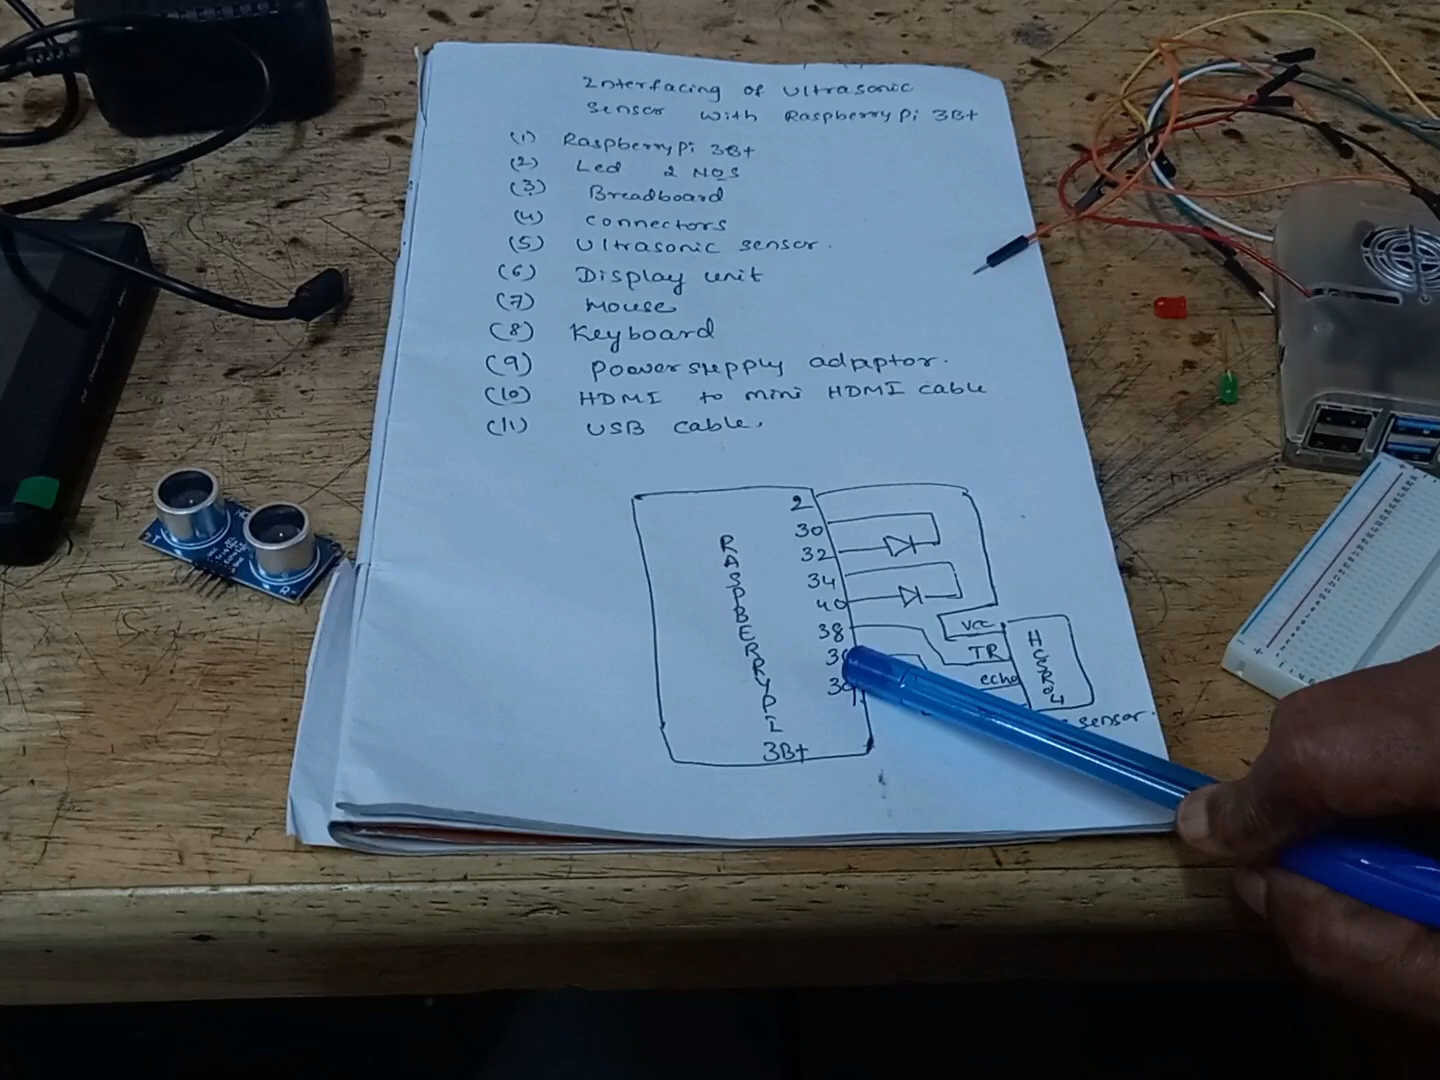 Interfacing of Ultrasonic
Sensor with Raspberry Pi 3B+
(1) Raspberry Pi 3B+
(2) Led 2 NOS
(3) Breadboard
(4) connectors
(5) Ultrasonic sensor.
(6) Display unit
(7) Mouse
(8) Keyboard
(9) Power supply adaptor.
(10) HDMI to mini HDMI cable
(11) USB cable.
2
30
32
34
40
38
RASPBERRYPI
3B+
VCC
TR
echo
HCSR04
sensor.